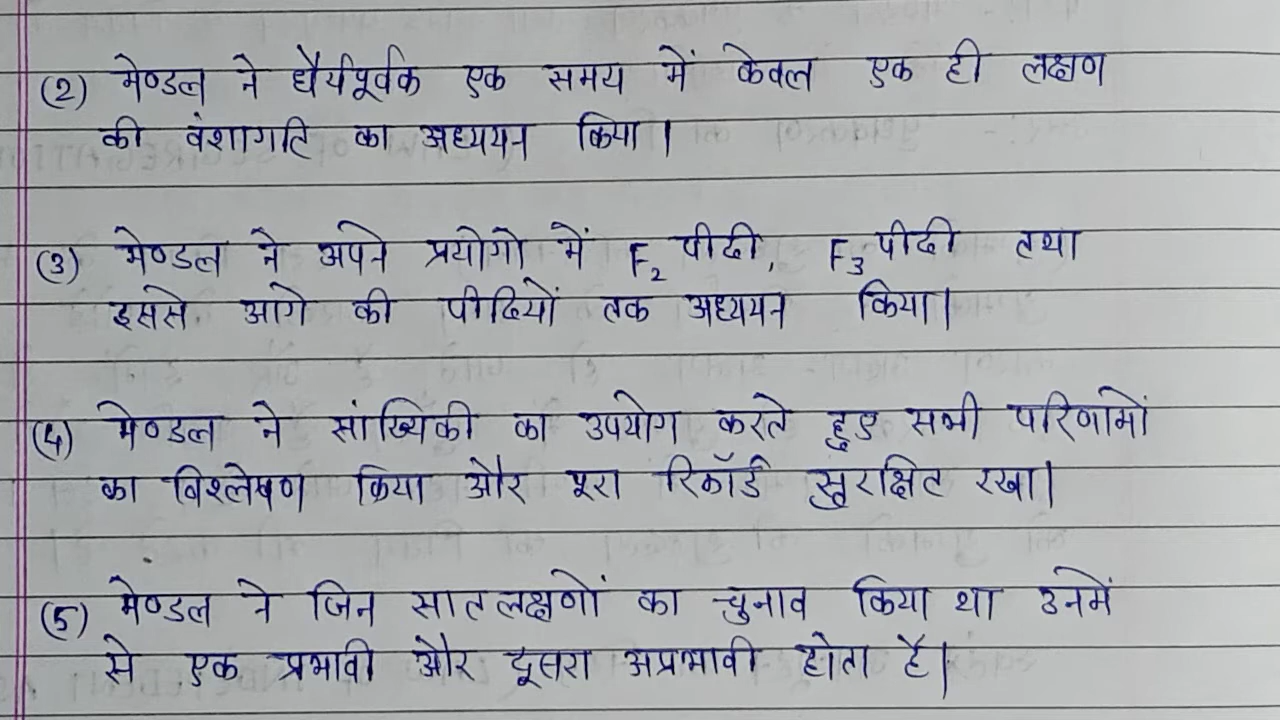 (2) मेण्डल ने धैर्यपूर्वक एक समय में केवल एक ही लक्षण
की वंशागति का अध्ययन किया।
(3) मेण्डल ने अपने प्रयोगो में F₂ पीढी, F₃ पीढी तथा
इससे आगे की पीढियों तक अध्ययन किया।
(4) मेण्डल ने सांख्यिकी का उपयोग करते हुए सभी परिणामों
का विश्लेषण किया और पूरा रिकॉर्ड सुरक्षित रखा।
(5) मेण्डल ने जिन सात लक्षणों का चुनाव किया था उनमें
से एक प्रभावी और दूसरा अप्रभावी होता है।